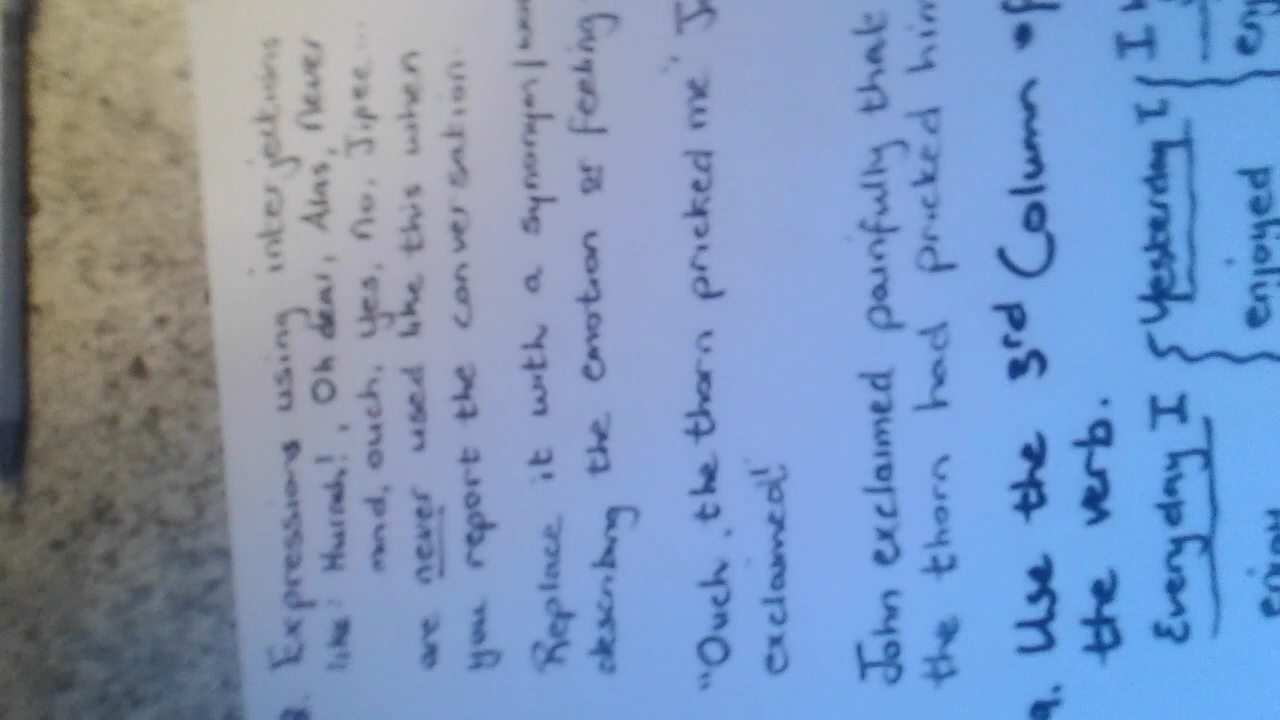 8. Expressions using interjections
like: Hurrah!, Oh dear, Alas, Never
mind, ouch, Yes, No, Jipee...
are never used like this when
you report the conversation.
Replace it with a synonym/
describing the emotion or feeling
"Ouch, the thorn pricked me"
exclaimed!
John exclaimed painfully that
the thorn had pricked him
9. Use the 3rd Column of
the verb.
Everyday I { Yesterday I { I
enjoy { enjoyed {